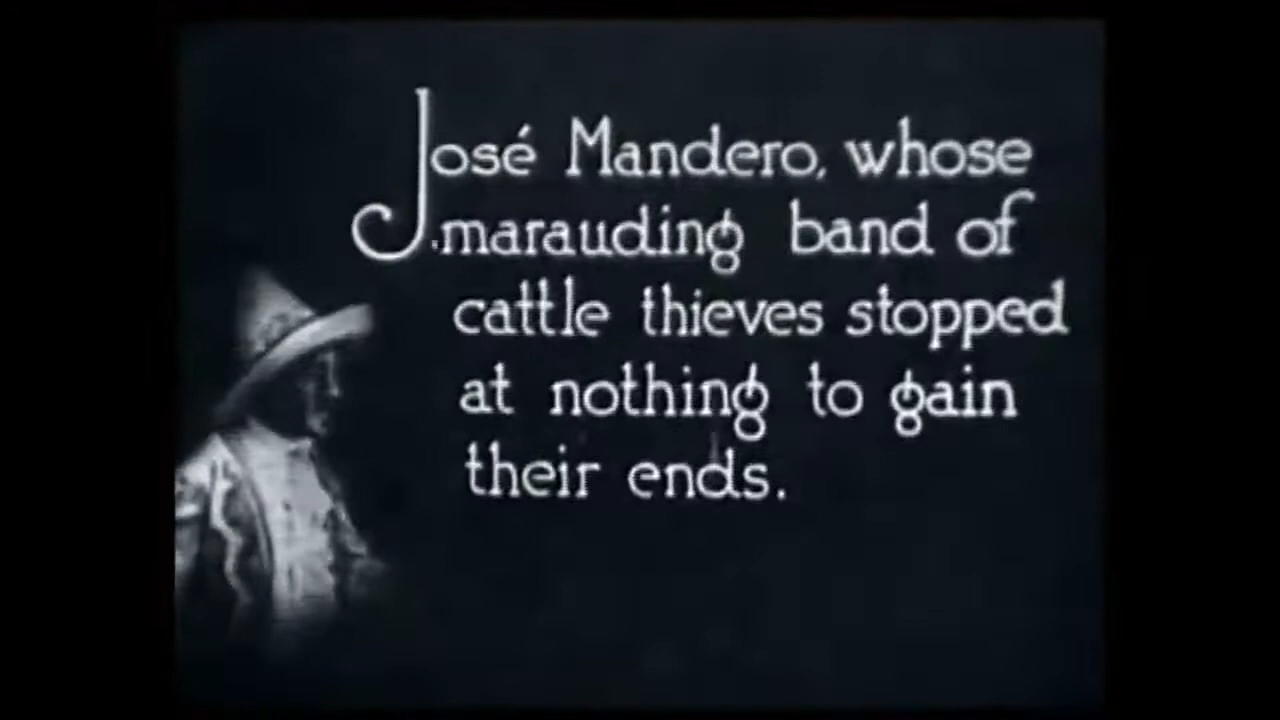 José Mandero, whose
marauding band of
cattle thieves stopped
at nothing to gain
their ends.